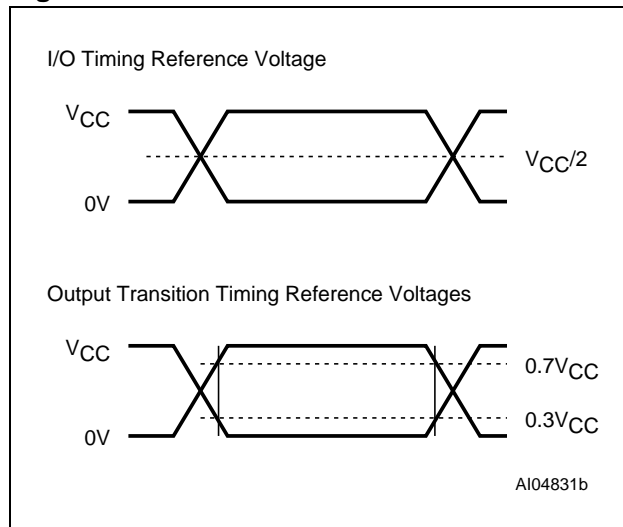 I/O Timing Reference Voltage
VCC
VCC/2
0V
Output Transition Timing Reference Voltages
VCC
0.7VCC
0.3VCC
0V
AI04831b